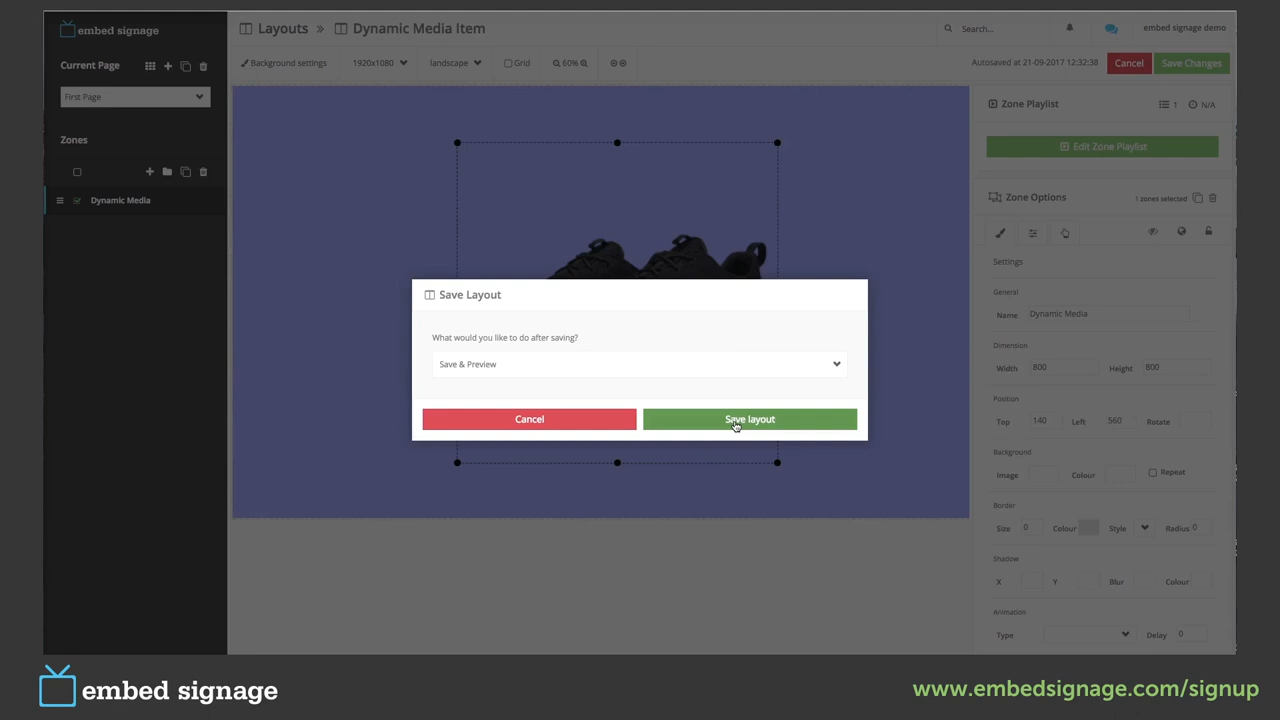 embed signage
Layouts » Dynamic Media Item
Search...
embed signage demo
Current Page
Background settings
1920x1080
landscape
Grid
60%
Autosaved at 21-09-2017 12:32:38
Cancel
Save Changes
First Page
Zone Playlist
1
N/A
Edit Zone Playlist
Zones
Dynamic Media
Zone Options
1 zones selected
Settings
General
Name Dynamic Media
Dimension
Width 800 Height 800
Position
Top 140 Left 560 Rotate
Background
Image Colour Repeat
Border
Size 0 Colour Style Radius 0
Shadow
X Y Blur Colour
Animation
Type Delay 0
Save Layout
What would you like to do after saving?
Save & Preview
Cancel
Save layout
embed signage
www.embedsignage.com/signup